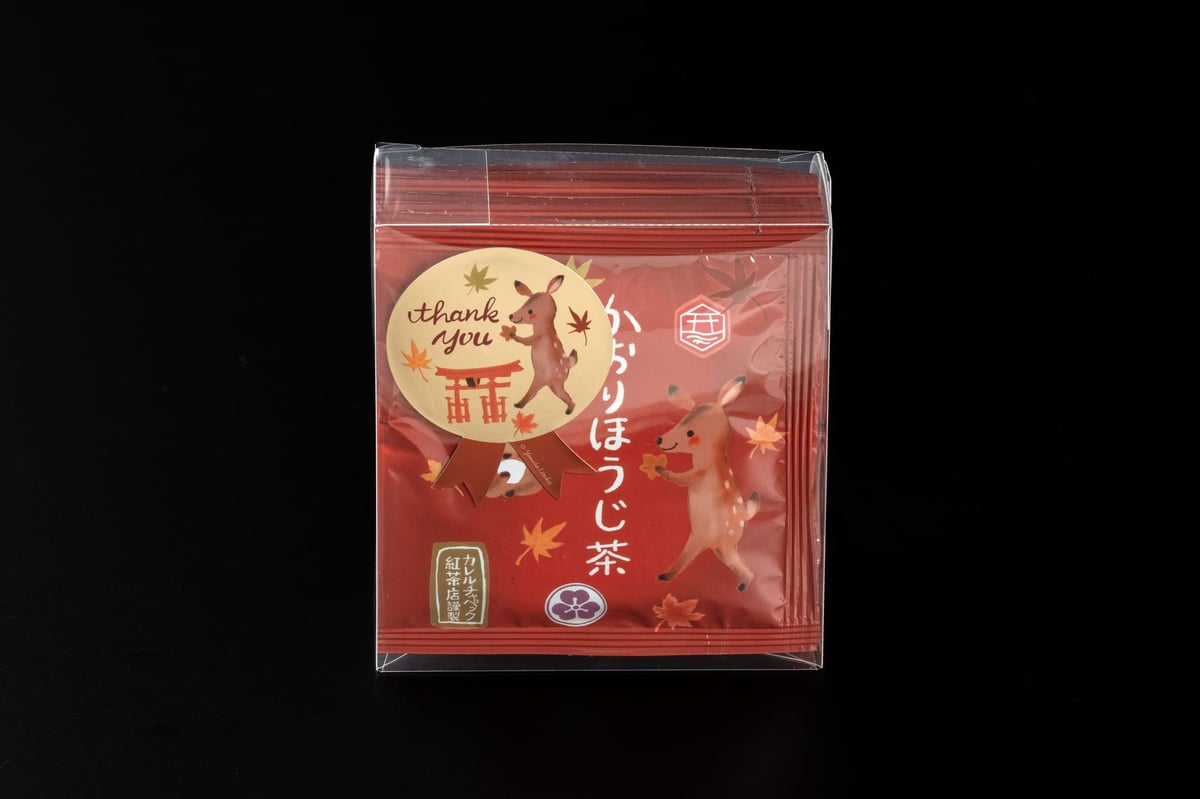 thank
you
かおりほうじ茶
カレルチャペック
紅茶店謹製